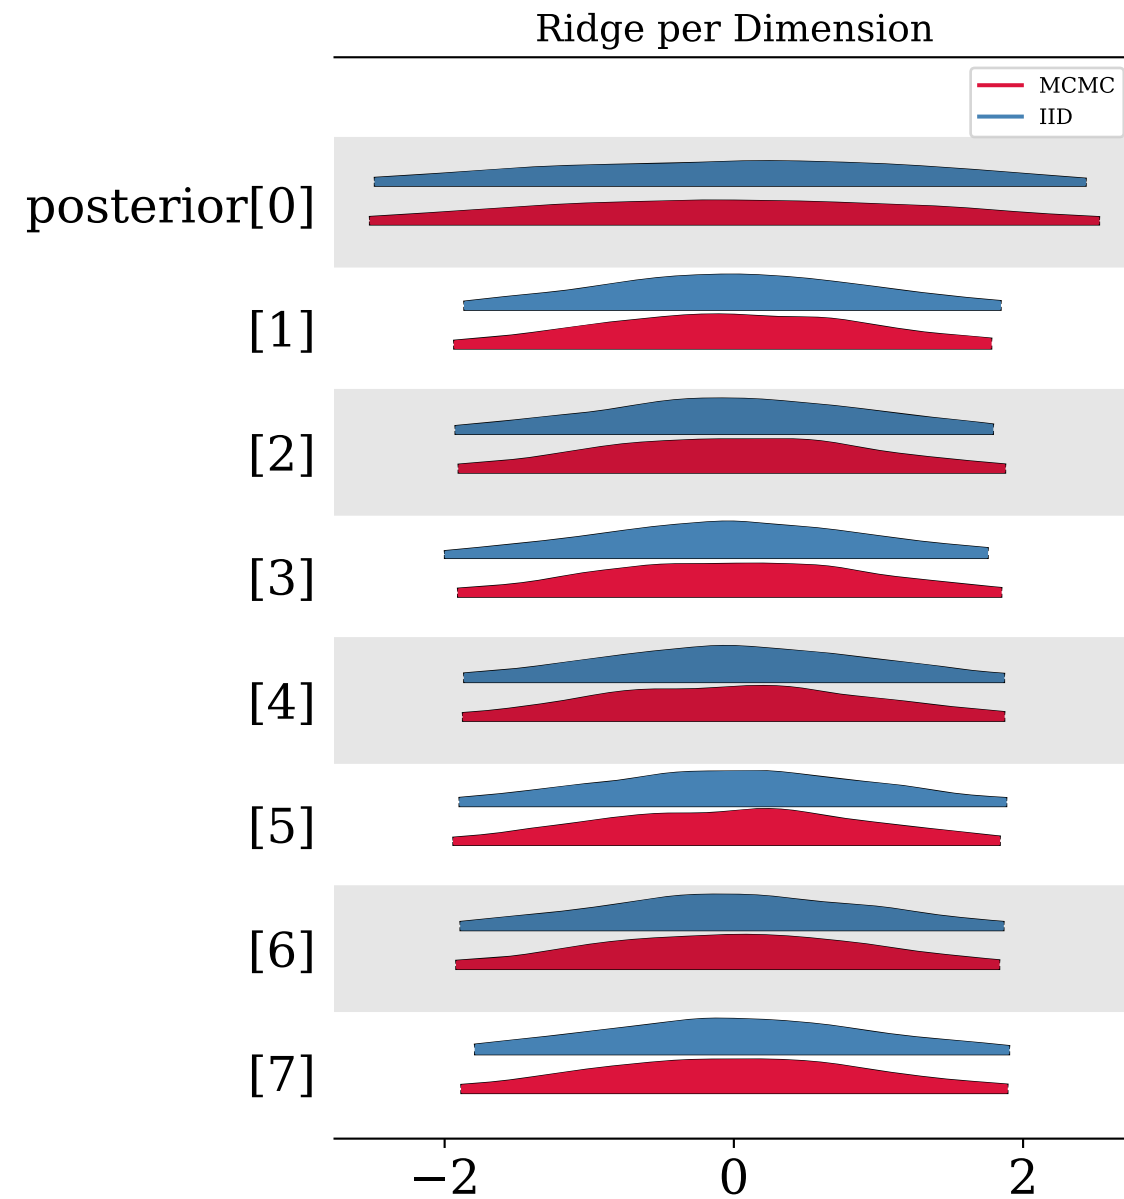 Ridge per Dimension
MCMC
IID
posterior[0]
[1]
[2]
[3]
[4]
[5]
[6]
[7]
−2 0 2